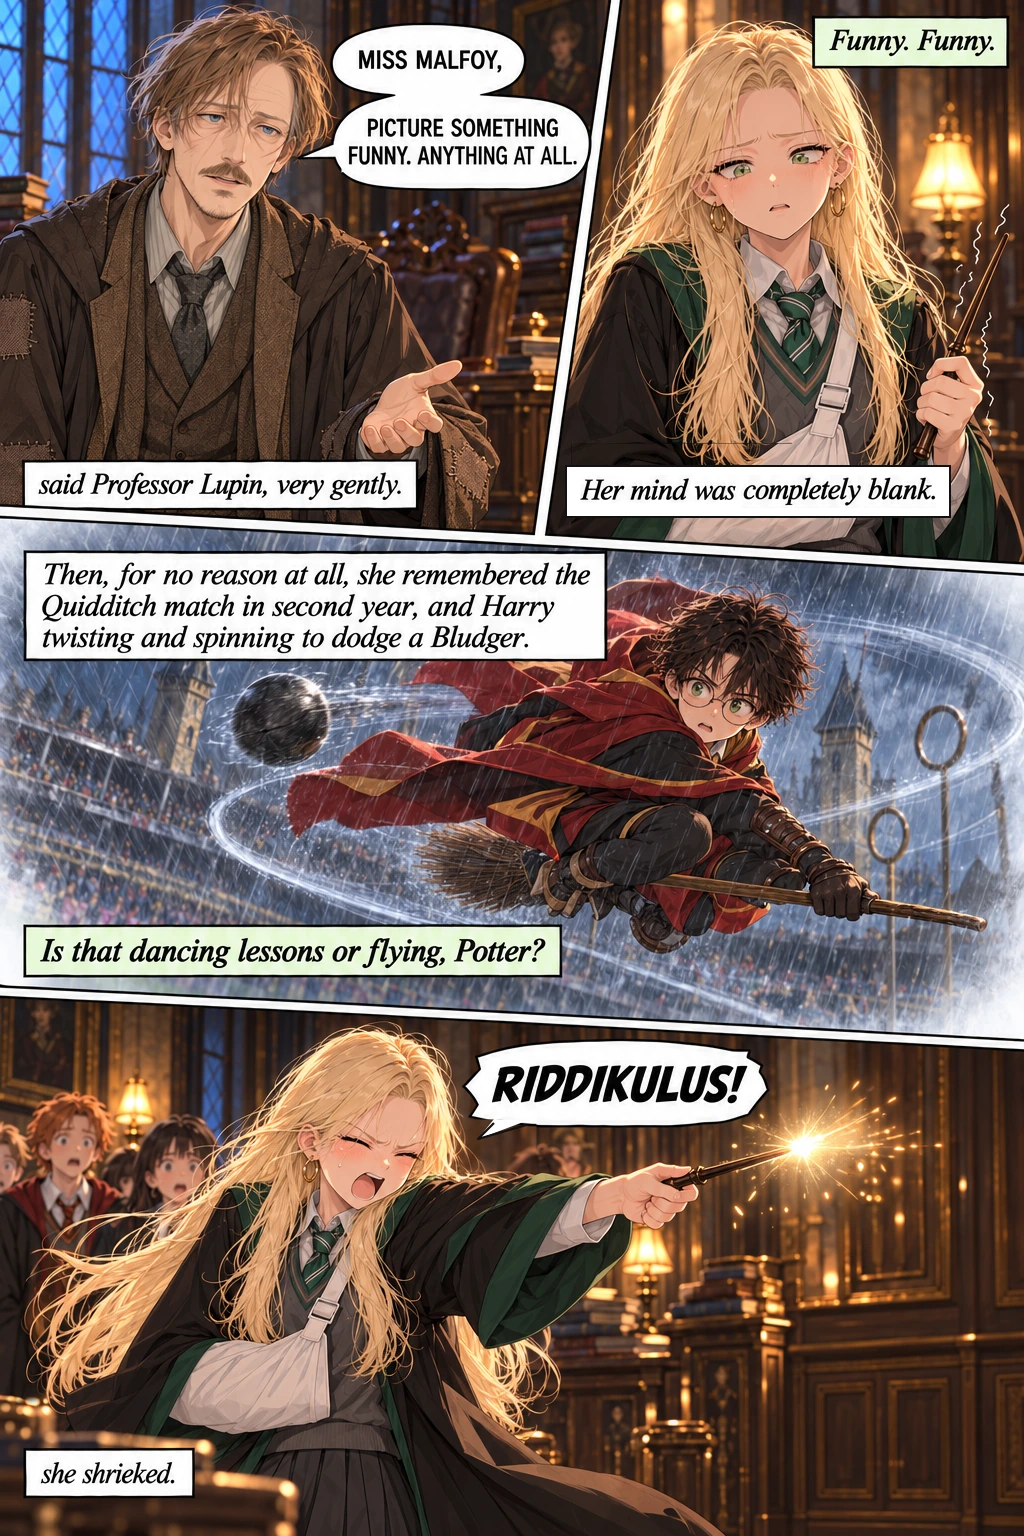 MISS MALFOY,
PICTURE SOMETHING
FUNNY. ANYTHING AT ALL.
said Professor Lupin, very gently.
Funny. Funny.
Her mind was completely blank.
Then, for no reason at all, she remembered the
Quidditch match in second year, and Harry
twisting and spinning to dodge a Bludger.
Is that dancing lessons or flying, Potter?
RIDDIKULUS!
she shrieked.